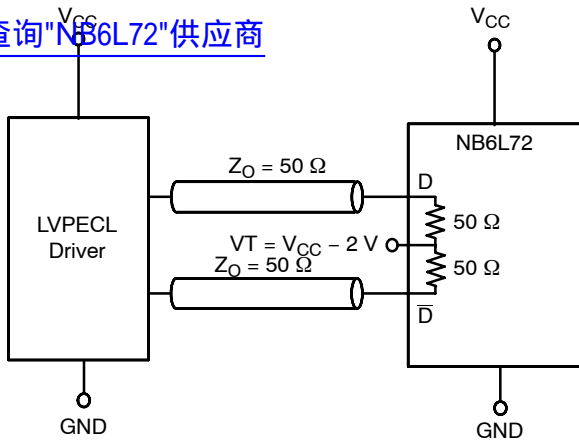 查询"NB6L72"供应商
VCC
VCC
NB6L72
ZO = 50 Ω
D
LVPECL
Driver
50 Ω
VT = VCC − 2 V
ZO = 50 Ω
50 Ω
D̅
GND
GND